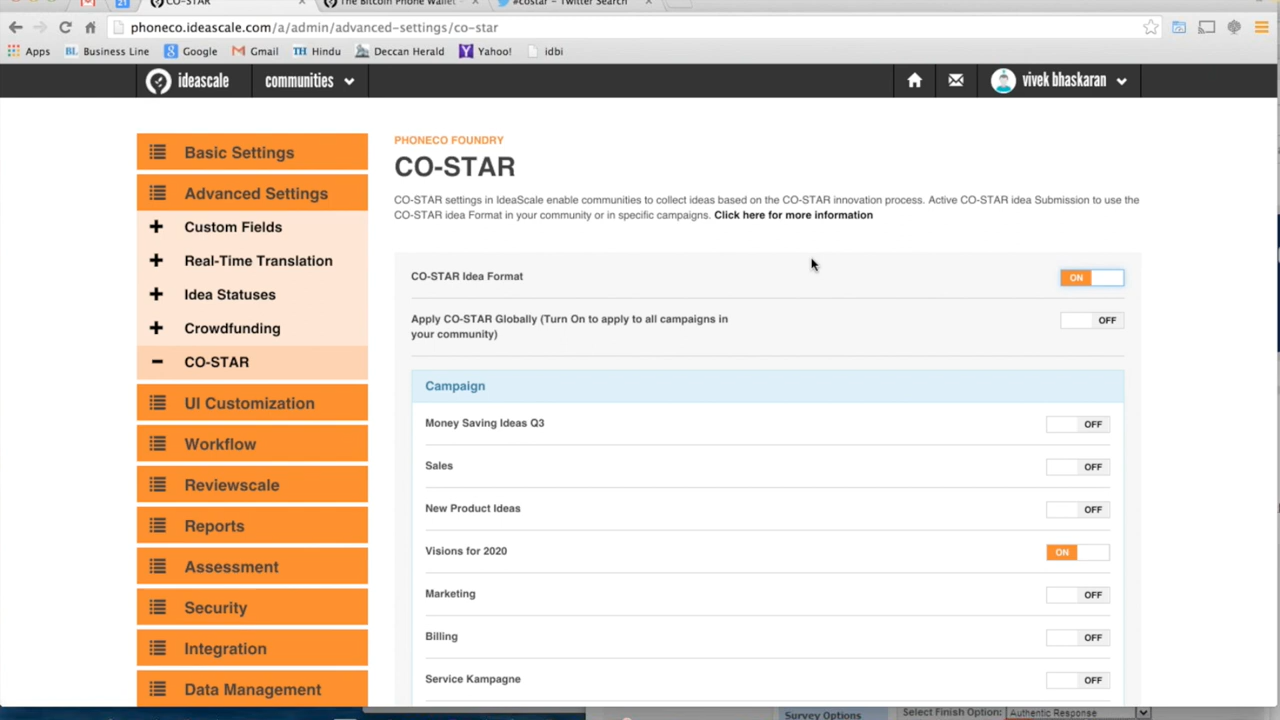 CO-STAR
The Bitcoin Phone Wallet
#costar - Twitter Search
phoneco.ideascale.com/a/admin/advanced-settings/co-star
Apps BL Business Line Google Gmail TH Hindu Deccan Herald Yahoo! idbi
ideascale communities vivek bhaskaran
Basic Settings
Advanced Settings
Custom Fields
Real-Time Translation
Idea Statuses
Crowdfunding
CO-STAR
UI Customization
Workflow
Reviewscale
Reports
Assessment
Security
Integration
Data Management
PHONECO FOUNDRY
CO-STAR
CO-STAR settings in IdeaScale enable communities to collect ideas based on the CO-STAR innovation process. Active CO-STAR idea Submission to use the
CO-STAR idea Format in your community or in specific campaigns. Click here for more information
CO-STAR Idea Format ON
Apply CO-STAR Globally (Turn On to apply to all campaigns in OFF
your community)
Campaign
Money Saving Ideas Q3 OFF
Sales OFF
New Product Ideas OFF
Visions for 2020 ON
Marketing OFF
Billing OFF
Service Kampagne OFF
Survey Options Select Finish Option: Authentic Response